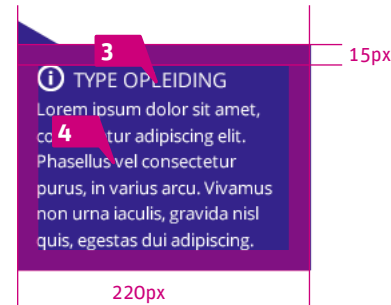 3
15px
TYPE OPLEIDING
Lorem ipsum dolor sit amet,
4 tur adipiscing elit.
Phasellus vel consectetur
purus, in varius arcu. Vivamus
non urna iaculis, gravida nisl
quis, egestas dui adipiscing.
220px